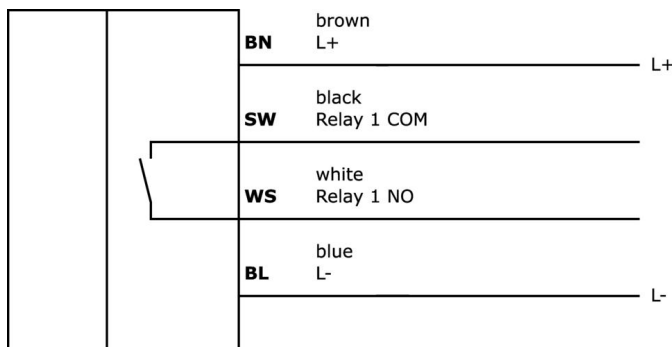 brown
BN L+
L+
black
SW Relay 1 COM
white
WS Relay 1 NO
blue
BL L-
L-